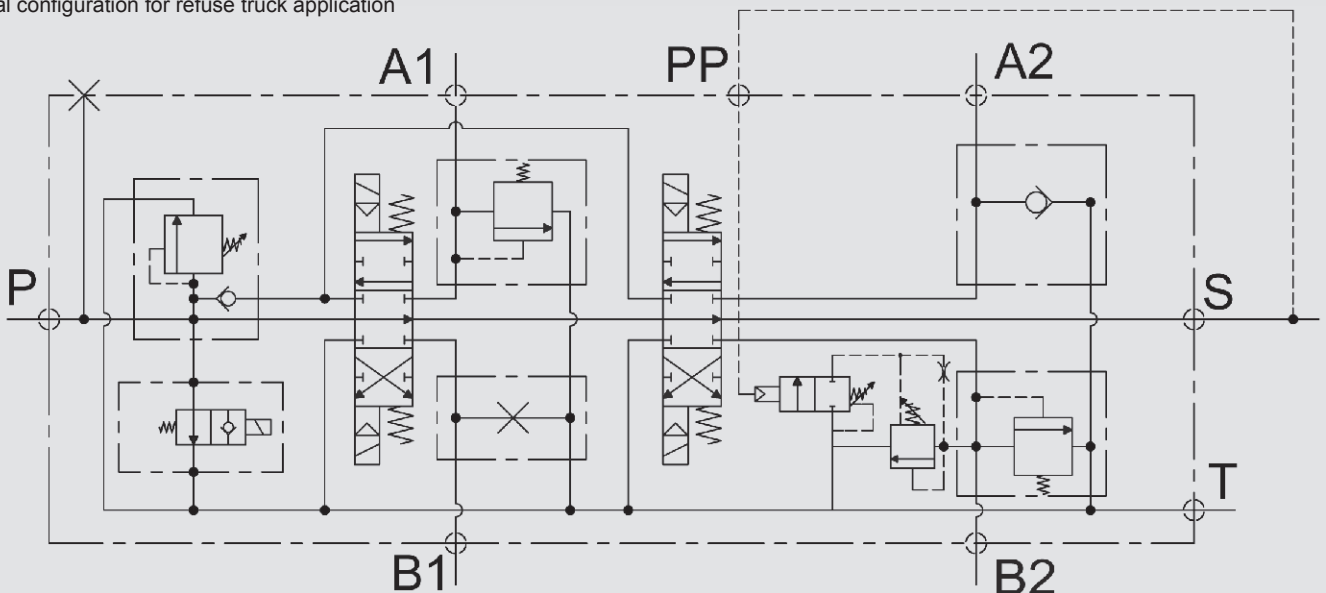 al configuration for refuse truck application
A1
PP
A2
P
S
T
B1
B2